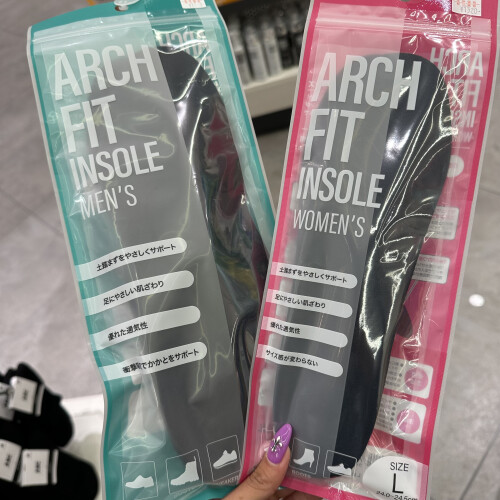 ARCH
FIT
INSOLE
MEN'S
土踏まずをやさしくサポート
足にやさしい肌ざわり
優れた通気性
衝撃吸収でかかとをサポート
ARCH
FIT
INSOLE
WOMEN'S
土踏まずをやさしくサポート
足にやさしい肌ざわり
優れた通気性
サイズ感が変わらない
SIZE
L
24.0~24.5cm